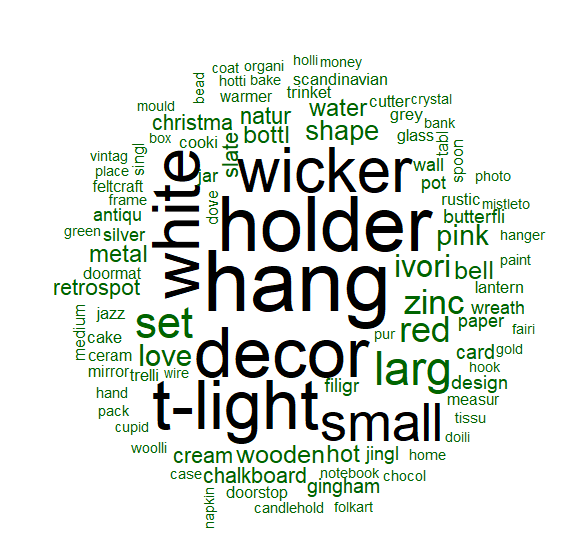 holli money
coat organi
bead hotti bake scandinavian
warmer trinket
mould natur water cutter crystal
christma bottl shape grey bank
box cooki slate glass tabl
vintag singl white wicker wall spoon
place jar pot photo
feltcraft dove rustic mistleto
frame holder butterfli
antiqu
green silver pink hanger
metal ivori bell paint
doormat hang lantern
retrospot zinc wreath
medium jazz set red paper fairi
cake pur gold
ceram love decor card hook
mirror trelli wire larg design
hand filigr measur
pack t-light small tissu
cupid doili
woolli cream wooden hot jingl home
case chalkboard notebook chocol
napkin doorstop gingham
candlehold folkart